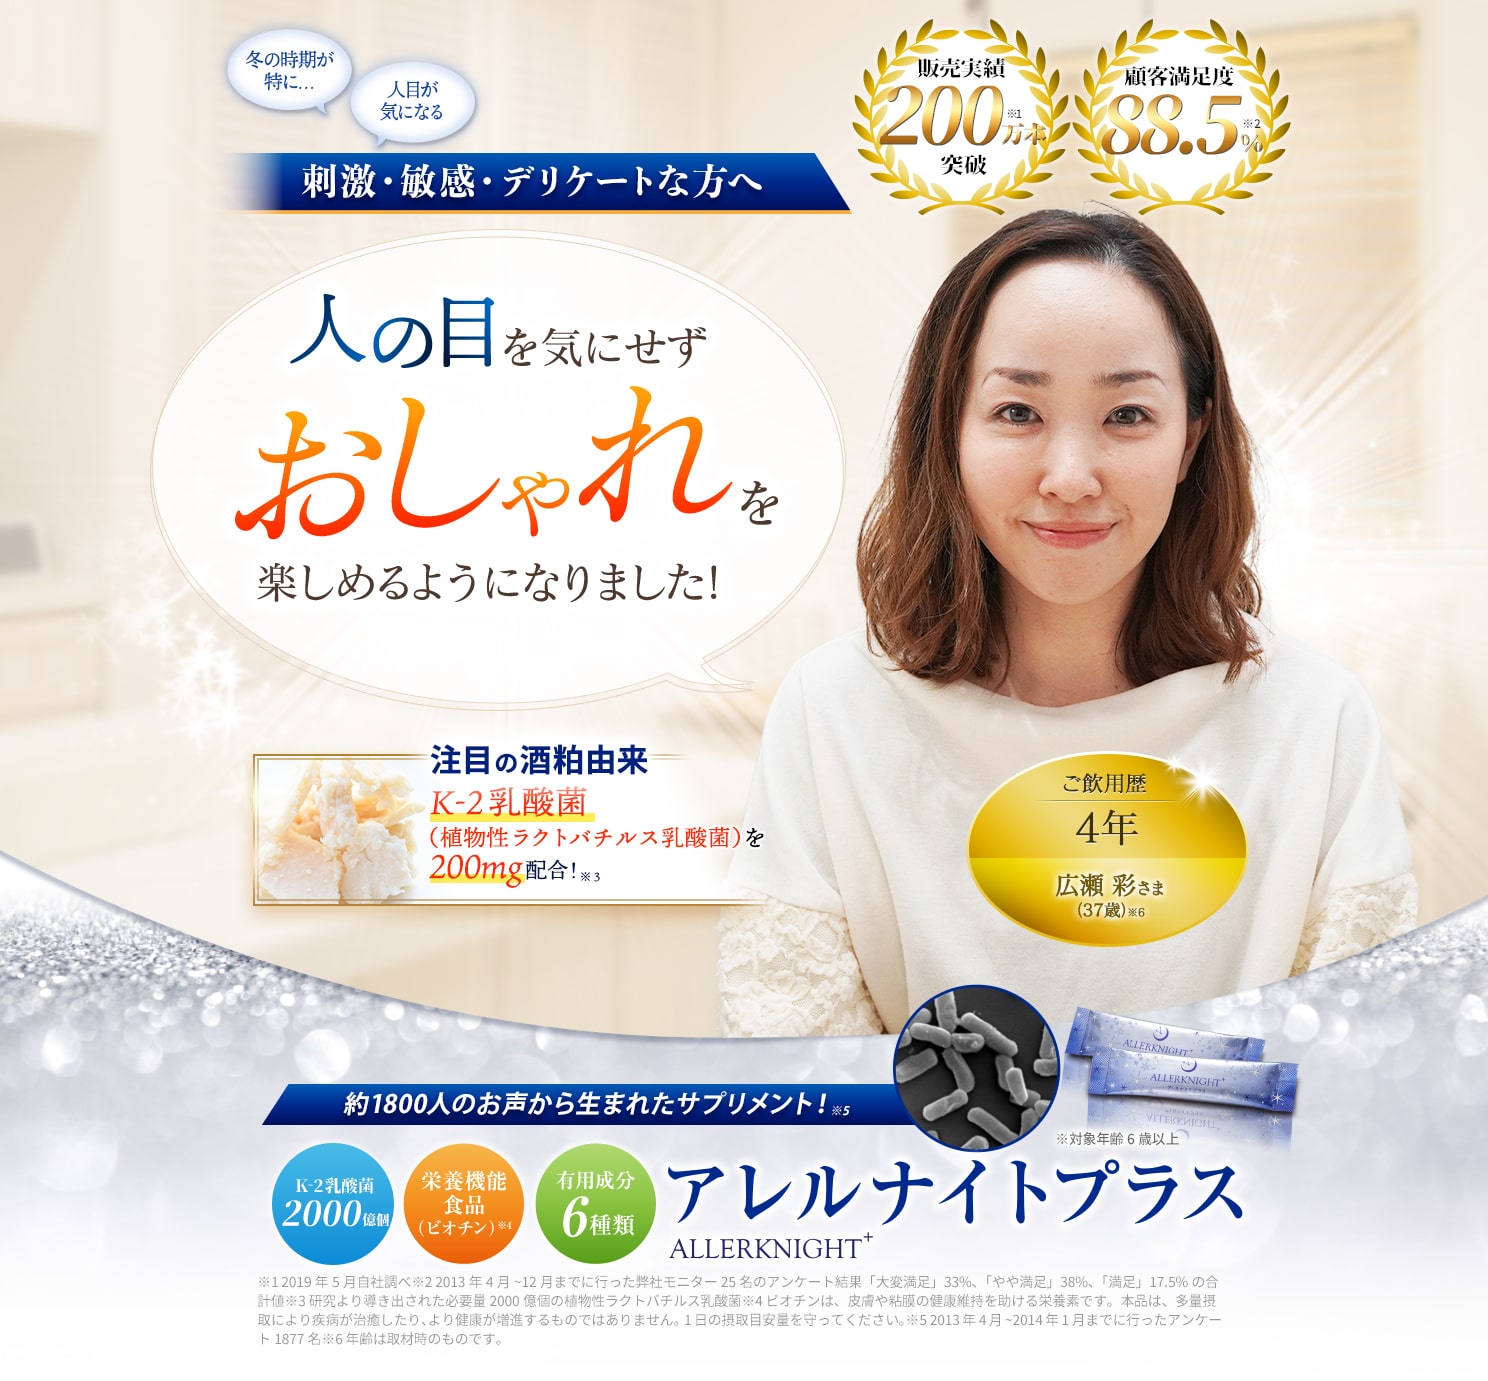 冬の時期が
特に…
人目が
気になる
刺激・敏感・デリケートな方へ
販売実績
200万本※1
突破
顧客満足度
88.5%※2
人の目を気にせず
おしゃれを
楽しめるようになりました!
注目の酒粕由来
K-2乳酸菌
(植物性ラクトバチルス乳酸菌)を
200mg配合!※3
ご飲用歴
4年
広瀬 彩さま
(37歳)※6
ALLERKNIGHT+
ALLERKNIGHT+
アレルナイトプラス
※対象年齢6歳以上
約1800人のお声から生まれたサプリメント!※5
K-2乳酸菌
2000億個
栄養機能
食品
(ビオチン)※4
有用成分
6種類
アレルナイトプラス
ALLERKNIGHT+
※1 2019年5月自社調べ※2 2013年4月~12月までに行った弊社モニター25名のアンケート結果「大変満足」33%、「やや満足」38%、「満足」17.5%の合
計値※3 研究より導き出された必要量2000億個の植物性ラクトバチルス乳酸菌※4 ビオチンは、皮膚や粘膜の健康維持を助ける栄養素です。本品は、多量摂
取により疾病が治癒したり、より健康が増進するものではありません。1日の摂取目安量を守ってください。※5 2013年4月~2014年1月までに行ったアンケー
ト1877名※6 年齢は取材時のものです。